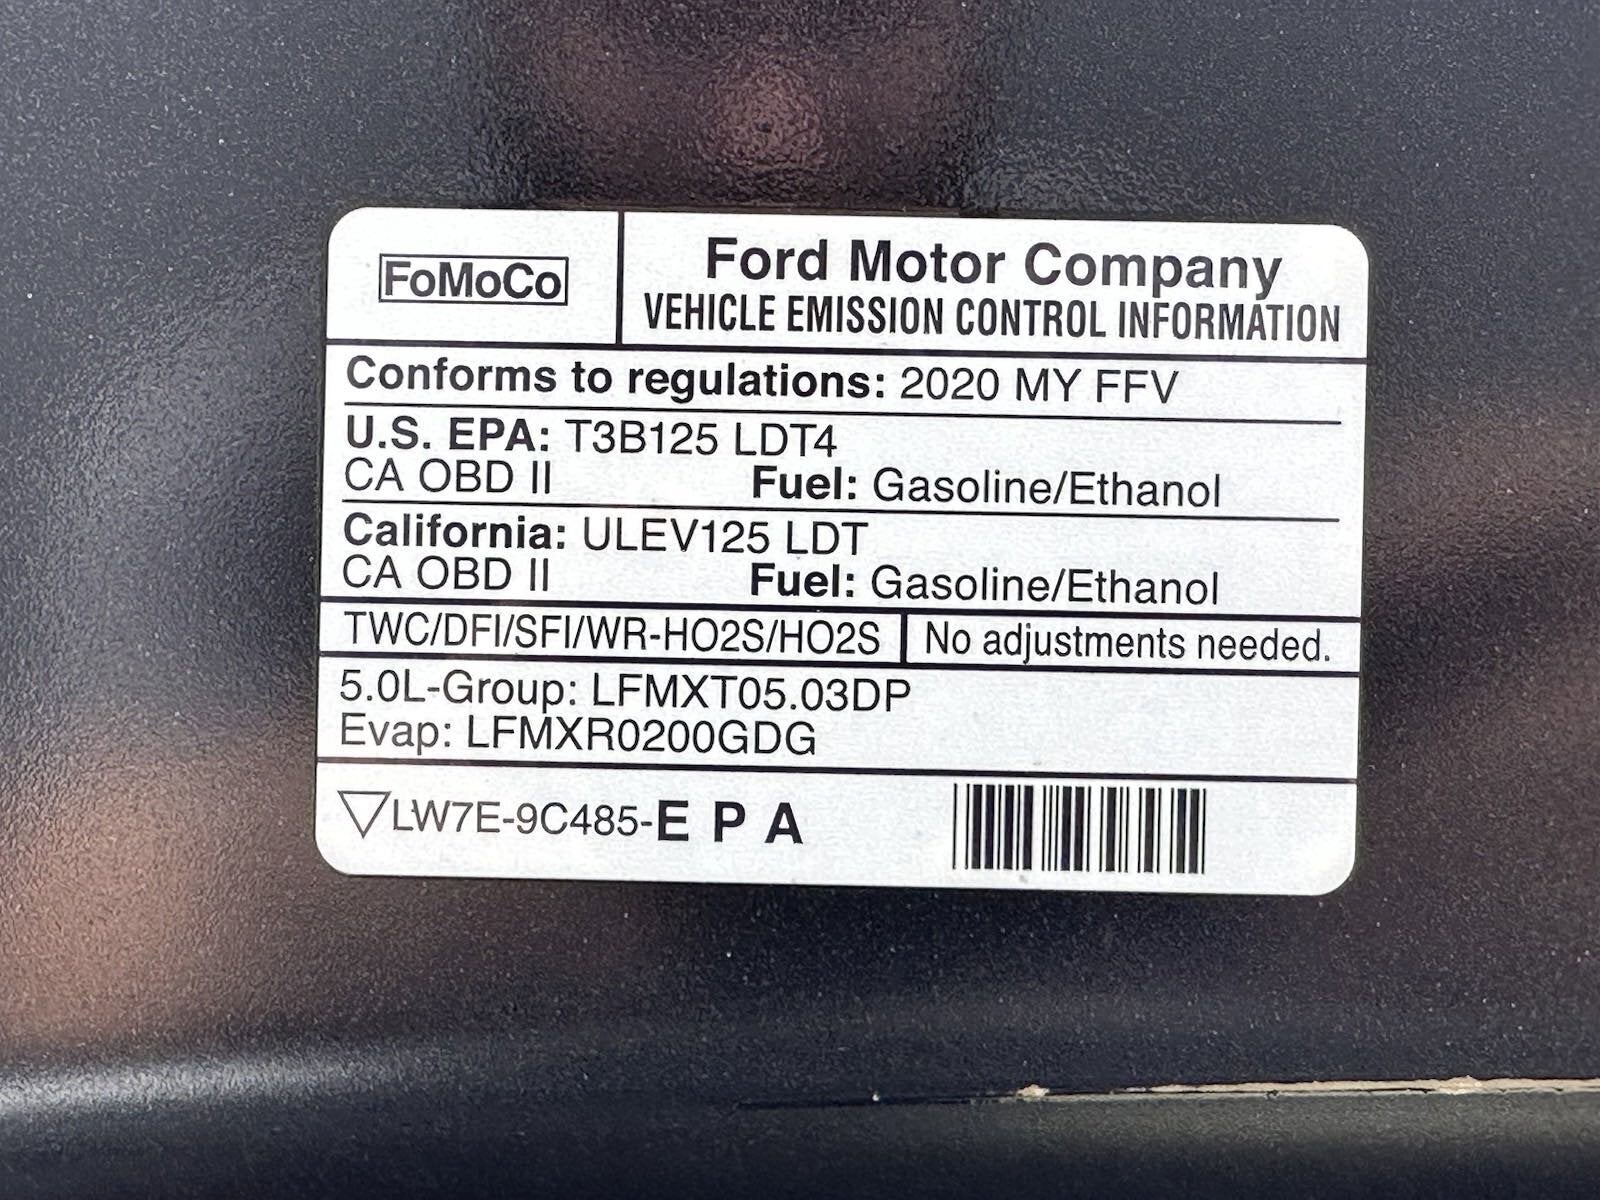 FoMoCo
Ford Motor Company
VEHICLE EMISSION CONTROL INFORMATION
Conforms to regulations: 2020 MY FFV
U.S. EPA: T3B125 LDT4
CA OBD II Fuel: Gasoline/Ethanol
California: ULEV125 LDT
CA OBD II Fuel: Gasoline/Ethanol
TWC/DFI/SFI/WR-HO2S/HO2S No adjustments needed.
5.0L-Group: LFMXT05.03DP
Evap: LFMXR0200GDG
LW7E-9C485-E P A